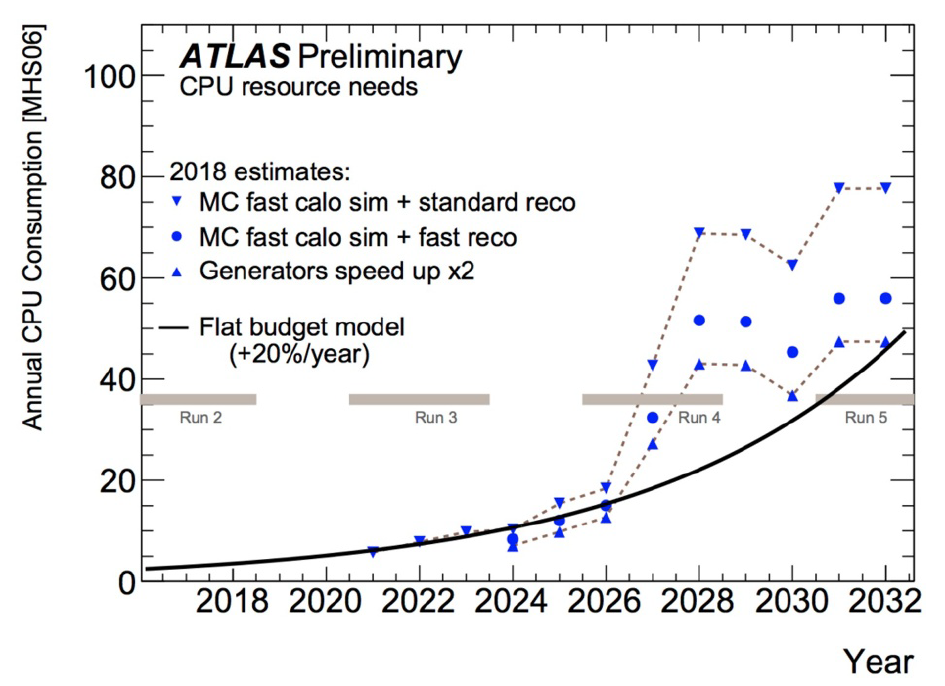 ATLAS Preliminary
CPU resource needs
Annual CPU Consumption [MHS06]
100
80
60
40
20
0
2018 estimates:
MC fast calo sim + standard reco
MC fast calo sim + fast reco
Generators speed up x2
Flat budget model
(+20%/year)
Run 2
Run 3
Run 4
Run 5
2018 2020 2022 2024 2026 2028 2030 2032
Year